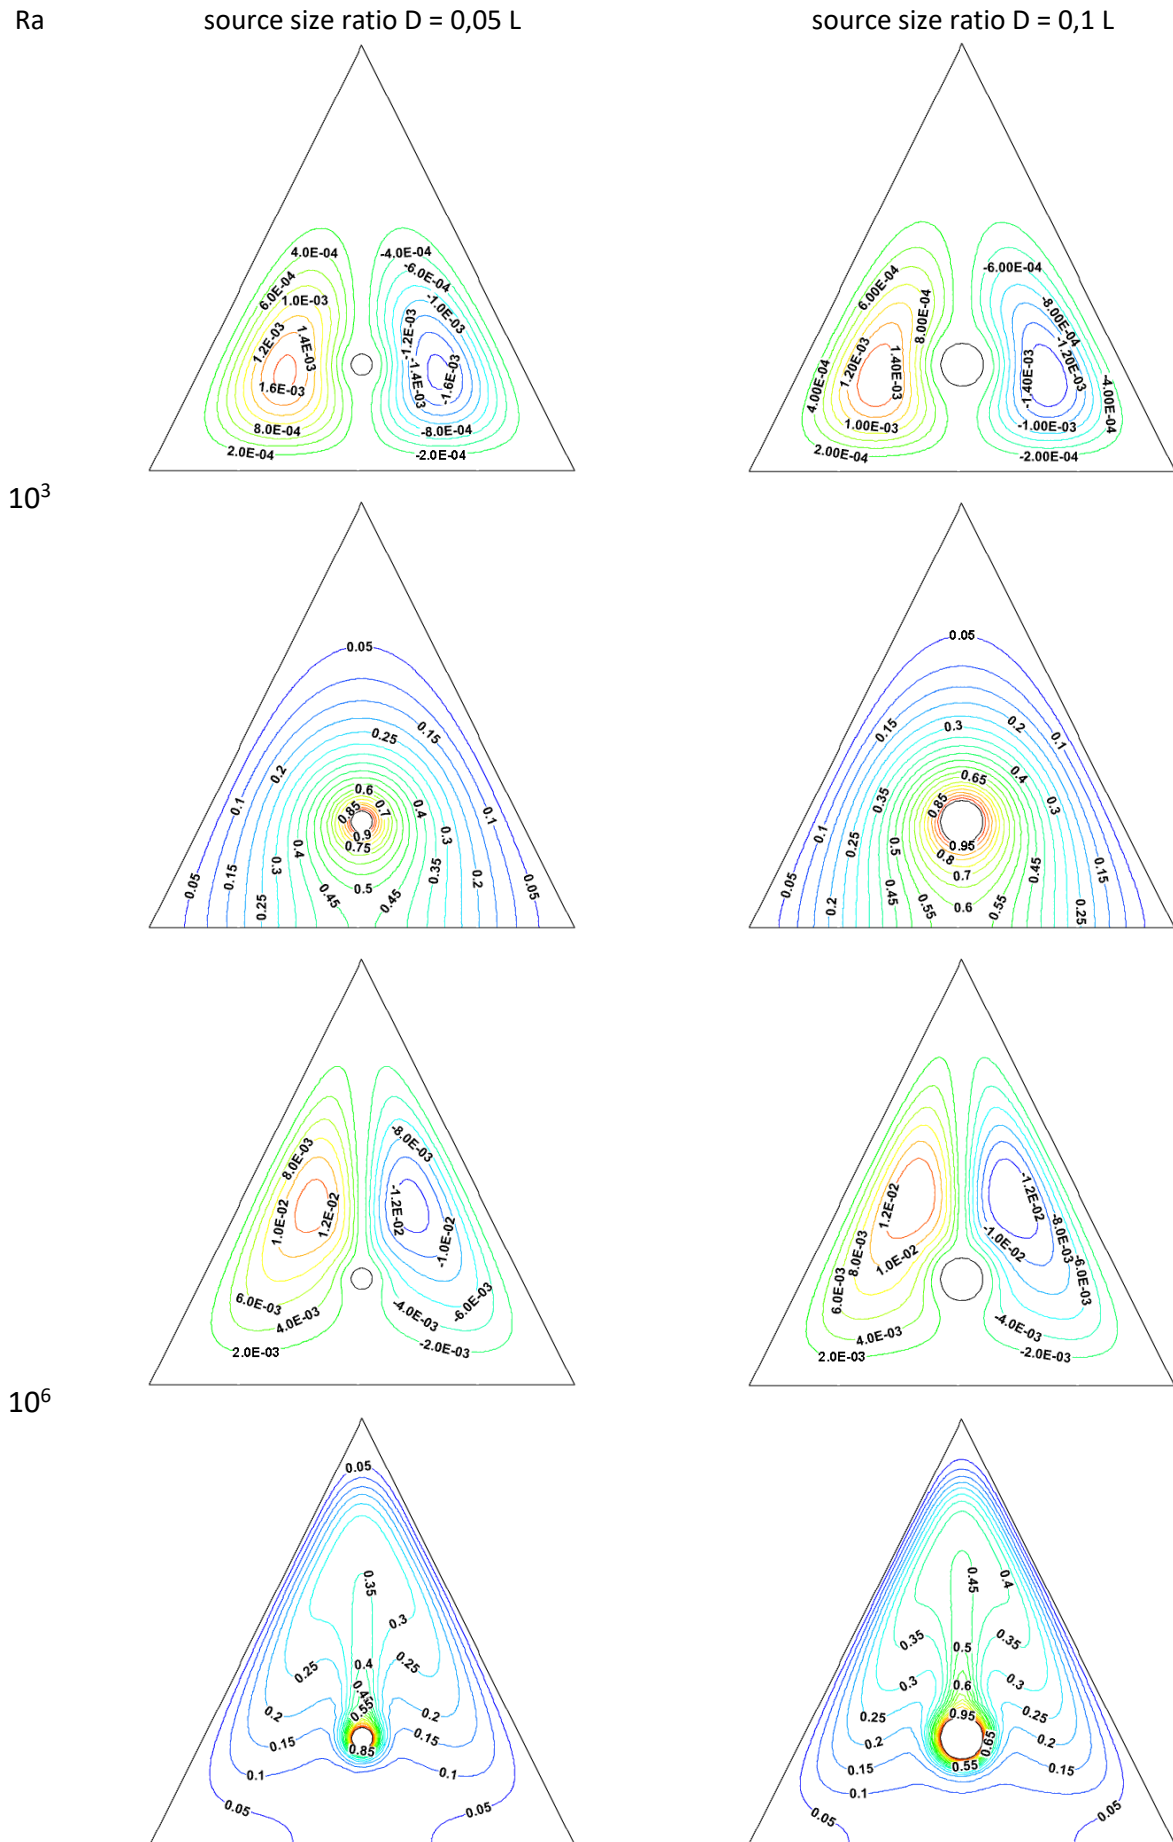 Ra source size ratio D = 0,05 L source size ratio D = 0,1 L
4.0E-04 -4.0E-04
6.0E-04 -6.0E-04
1.0E-03 -1.0E-03
1.2E-03 1.4E-03 -1.2E-03
1.6E-03 -1.4E-03 -1.6E-03
8.0E-04 -8.0E-04
2.0E-04 -2.0E-04
-6.00E-04
6.00E-04 8.00E-04 -8.00E-04
1.20E-03 1.40E-03 -1.20E-03
4.00E-04 -1.40E-03 -4.00E-04
1.00E-03 -1.00E-03
2.00E-04 -2.00E-04
10³
0.05
0.15
0.25
0.2
0.1 0.6 0.1
0.85 0.7 0.4
0.9 0.3
0.4 0.75
0.3 0.35
0.05 0.15 0.5 0.2 0.05
0.25 0.45 0.45
0.05
0.15 0.3 0.2 0.1
0.65 0.4
0.35 0.85 0.3
0.1 0.25 0.5 0.95
0.8
0.05 0.7 0.45 0.15
0.2 0.55 0.6 0.55 0.25
8.0E-03 -8.0E-03
1.0E-02 1.2E-02 -1.2E-02 -1.0E-02
6.0E-03 -6.0E-03
4.0E-03 -4.0E-03
2.0E-03 -2.0E-03
1.2E-02 -1.2E-02
8.0E-03 1.0E-02 -1.0E-02 -8.0E-03
6.0E-03 -6.0E-03
4.0E-03 -4.0E-03
2.0E-03 -2.0E-03
10⁶
0.05
0.35
0.3
0.25 0.4 0.25
0.45
0.2 0.55 0.2
0.15 0.85 0.15
0.1 0.1
0.05 0.05
0.45 0.4
0.35 0.5 0.35
0.3 0.6 0.3
0.25 0.95 0.25
0.2 0.65 0.2
0.15 0.55 0.15
0.1
0.05 0.05